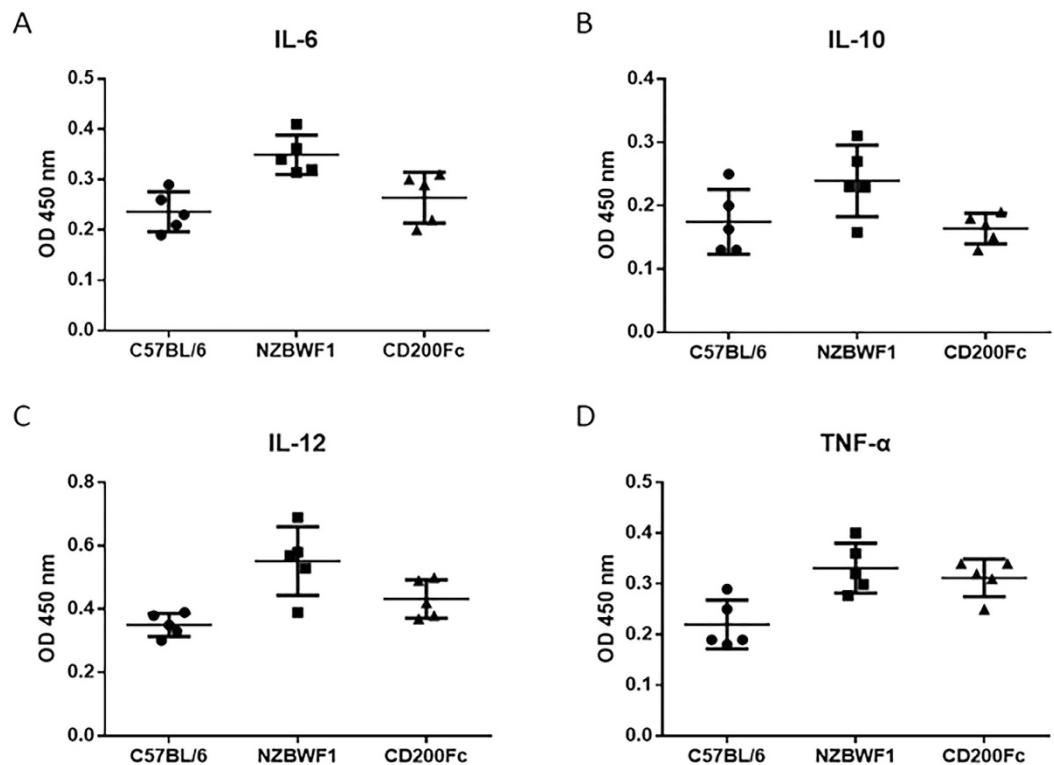 A
IL-6
OD 450 nm
0.5
0.4
0.3
0.2
0.1
0.0
C57BL/6 NZBWF1 CD200Fc
B
IL-10
OD 450 nm
0.4
0.3
0.2
0.1
0.0
C57BL/6 NZBWF1 CD200Fc
C
IL-12
OD 450 nm
0.8
0.6
0.4
0.2
0.0
C57BL/6 NZBWF1 CD200Fc
D
TNF-α
OD 450 nm
0.5
0.4
0.3
0.2
0.1
0.0
C57BL/6 NZBWF1 CD200Fc